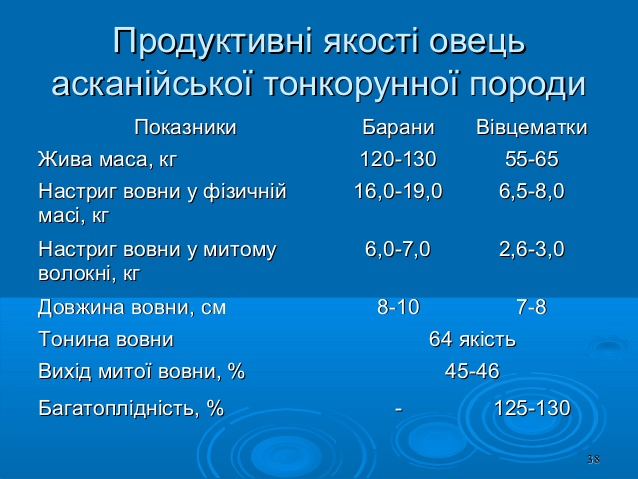 Продуктивні якості овець
асканійської тонкорунної породи
Показники Барани Вівцематки
Жива маса, кг 120-130 55-65
Настриг вовни у фізичній 16,0-19,0 6,5-8,0
масі, кг
Настриг вовни у митому 6,0-7,0 2,6-3,0
волокні, кг
Довжина вовни, см 8-10 7-8
Тонина вовни 64 якість
Вихід митої вовни, % 45-46
Багатоплідність, % - 125-130
38